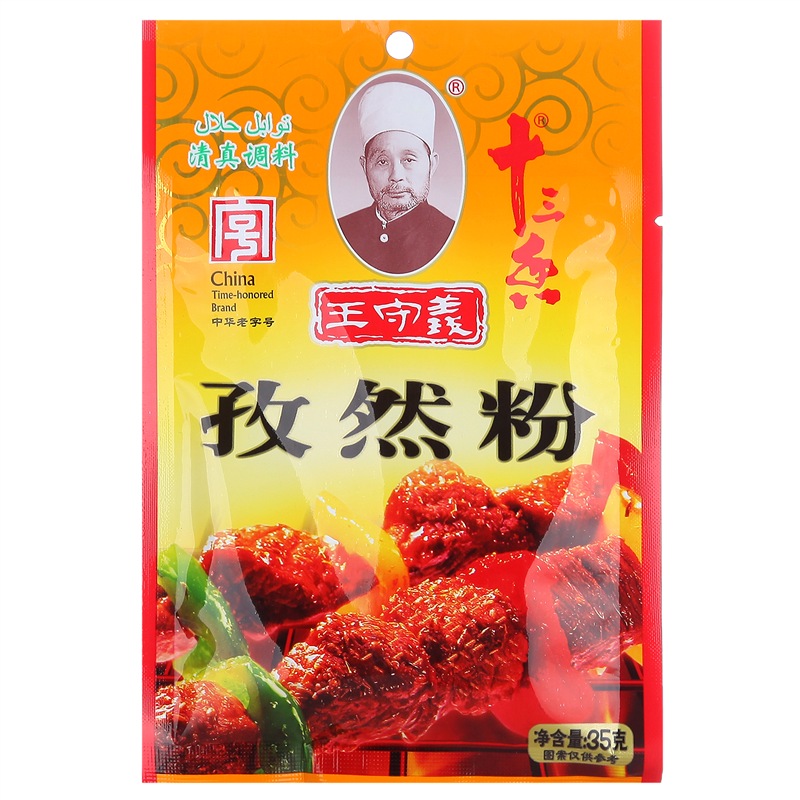 توابل حلال
清真调料
China
Time-honored
Brand
中华老字号
®
王守義
十三香®
孜然粉
净含量:35克
图案仅供参考